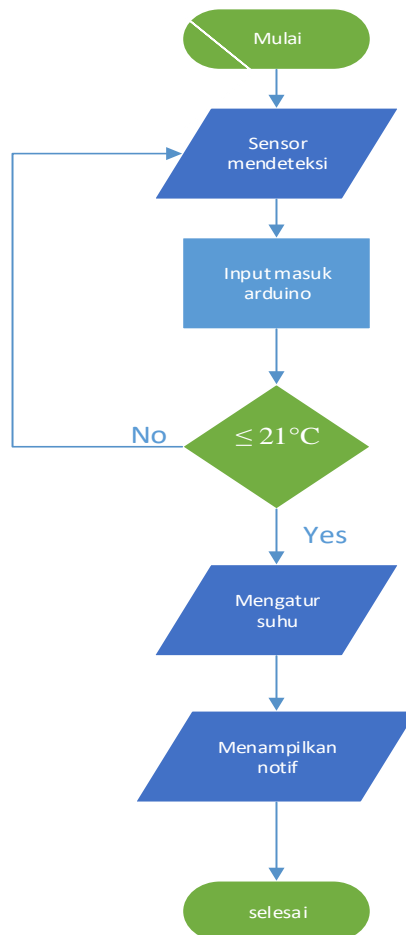 Mulai
Sensor
mendeteksi
Input masuk
arduino
≤ 21°C
No
Yes
Mengatur
suhu
Menampilkan
notif
selesai